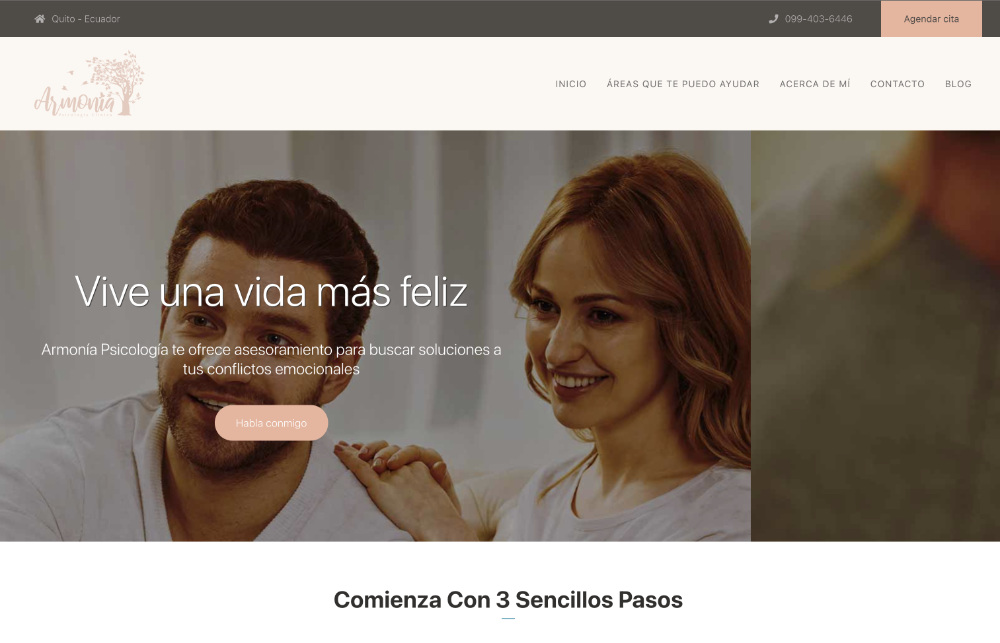 Quito - Ecuador
099-403-6446
Agendar cita
Armonía
INICIO
ÁREAS QUE TE PUEDO AYUDAR
ACERCA DE MÍ
CONTACTO
BLOG
Vive una vida más feliz
Armonía Psicología te ofrece asesoramiento para buscar soluciones a
tus conflictos emocionales
Habla conmigo
Comienza Con 3 Sencillos Pasos